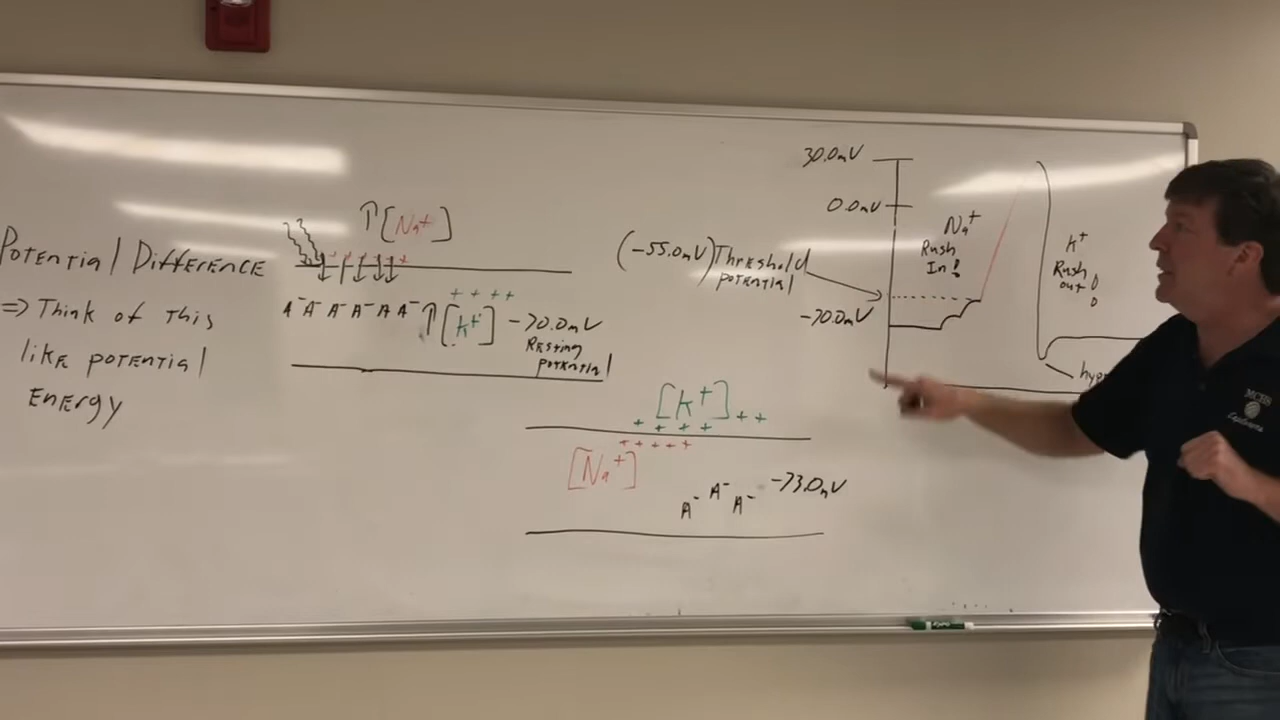 Potential Difference
⇒ Think of this
like potential
Energy
↑[Na+]
+ + +
A- A- A- A- A- A- ↑[K+]
+ + + +
-70.0mV
Resting
potential
[K+] + +
+ + + +
+ + + + +
[Na+]
A- A- A-
-73.0mV
(-55.0mV) Threshold
potential
30.0mV
0.0mV
-70.0mV
Na+
Rush
In!
K+
Rush
out
MCHS